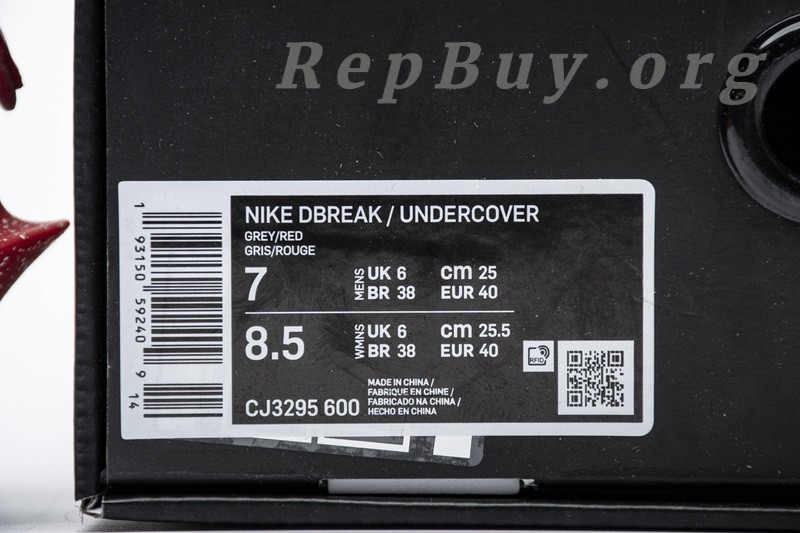 RepBuy.org
NIKE DBREAK / UNDERCOVER
GREY/RED
GRIS/ROUGE
7
MENS
UK 6
cm 25
BR 38
EUR 40
8.5
WMNS
UK 6
cm 25.5
BR 38
EUR 40
RFID
CJ3295 600
MADE IN CHINA /
FABRIQUE EN CHINE /
FABRICADO NA CHINA /
HECHO EN CHINA
1 93150 59240 9 14